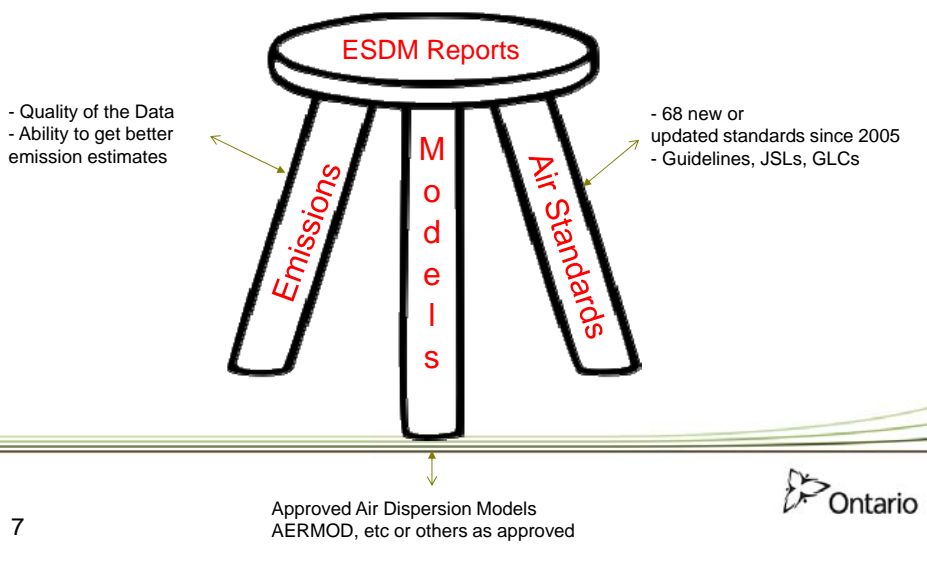 ESDM Reports
- Quality of the Data
- Ability to get better
emission estimates
Emissions
Models
Air Standards
- 68 new or
updated standards since 2005
- Guidelines, JSLs, GLCs
Approved Air Dispersion Models
AERMOD, etc or others as approved
7
Ontario